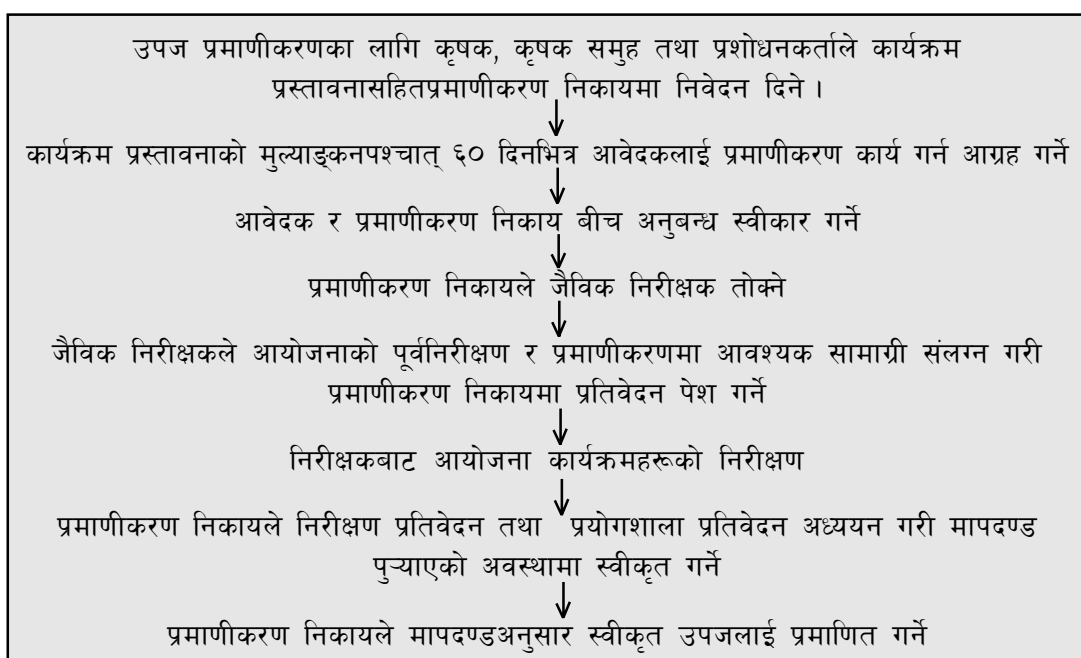 उपज प्रमाणीकरणका लागि कृषक, कृषक समुह तथा प्रशोधनकर्ताले कार्यक्रम
प्रस्तावनासहितप्रमाणीकरण निकायमा निवेदन दिने ।
कार्यक्रम प्रस्तावनाको मुल्याङ्कनपश्चात् ६० दिनभित्र आवेदकलाई प्रमाणीकरण कार्य गर्न आग्रह गर्ने
आवेदक र प्रमाणीकरण निकाय बीच अनुबन्ध स्वीकार गर्ने
प्रमाणीकरण निकायले जैविक निरीक्षक तोक्ने
जैविक निरीक्षकले आयोजनाको पूर्वनिरीक्षण र प्रमाणीकरणमा आवश्यक सामाग्री संलग्न गरी
प्रमाणीकरण निकायमा प्रतिवेदन पेश गर्ने
निरीक्षकबाट आयोजना कार्यक्रमहरूको निरीक्षण
प्रमाणीकरण निकायले निरीक्षण प्रतिवेदन तथा प्रयोगशाला प्रतिवेदन अध्ययन गरी मापदण्ड
पुऱ्याएको अवस्थामा स्वीकृत गर्ने
प्रमाणीकरण निकायले मापदण्डअनुसार स्वीकृत उपजलाई प्रमाणित गर्ने